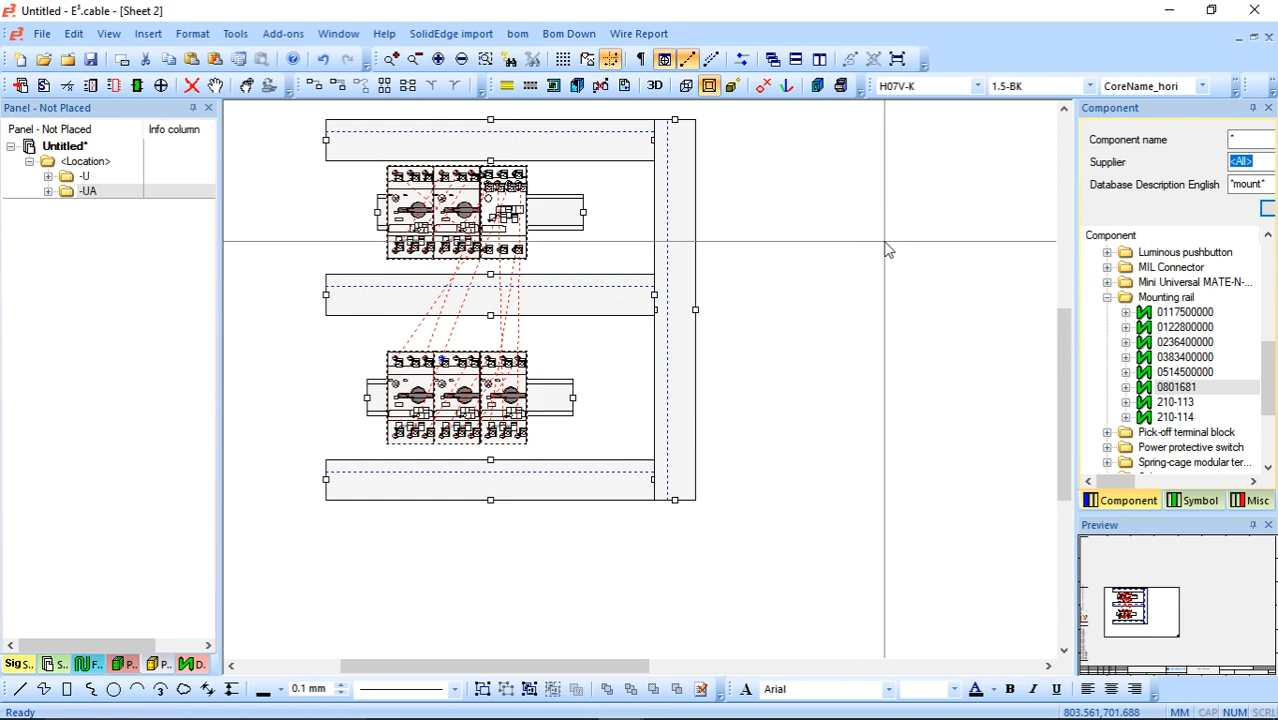 Untitled - E³.cable - [Sheet 2]
File Edit View Insert Format Tools Add-ons Window Help SolidEdge import bom Bom Down Wire Report
3D H07V-K 1.5-BK CoreName_hori
Panel - Not Placed
Panel - Not Placed Info column
Untitled*
<Location>
-U
-UA
Component
Component name *
Supplier <All>
Database Description English *mount*
Component
Luminous pushbutton
MIL Connector
Mini Universal MATE-N-...
Mounting rail
0117500000
0122800000
0236400000
0383400000
0514500000
0801681
210-113
210-114
Pick-off terminal block
Power protective switch
Spring-cage modular ter...
Component Symbol Misc
Preview
Sig S.. S... F... P.. P... D.
0.1 mm Arial B I U
Ready 803.561,701.688 MM CAP NUM SCRL